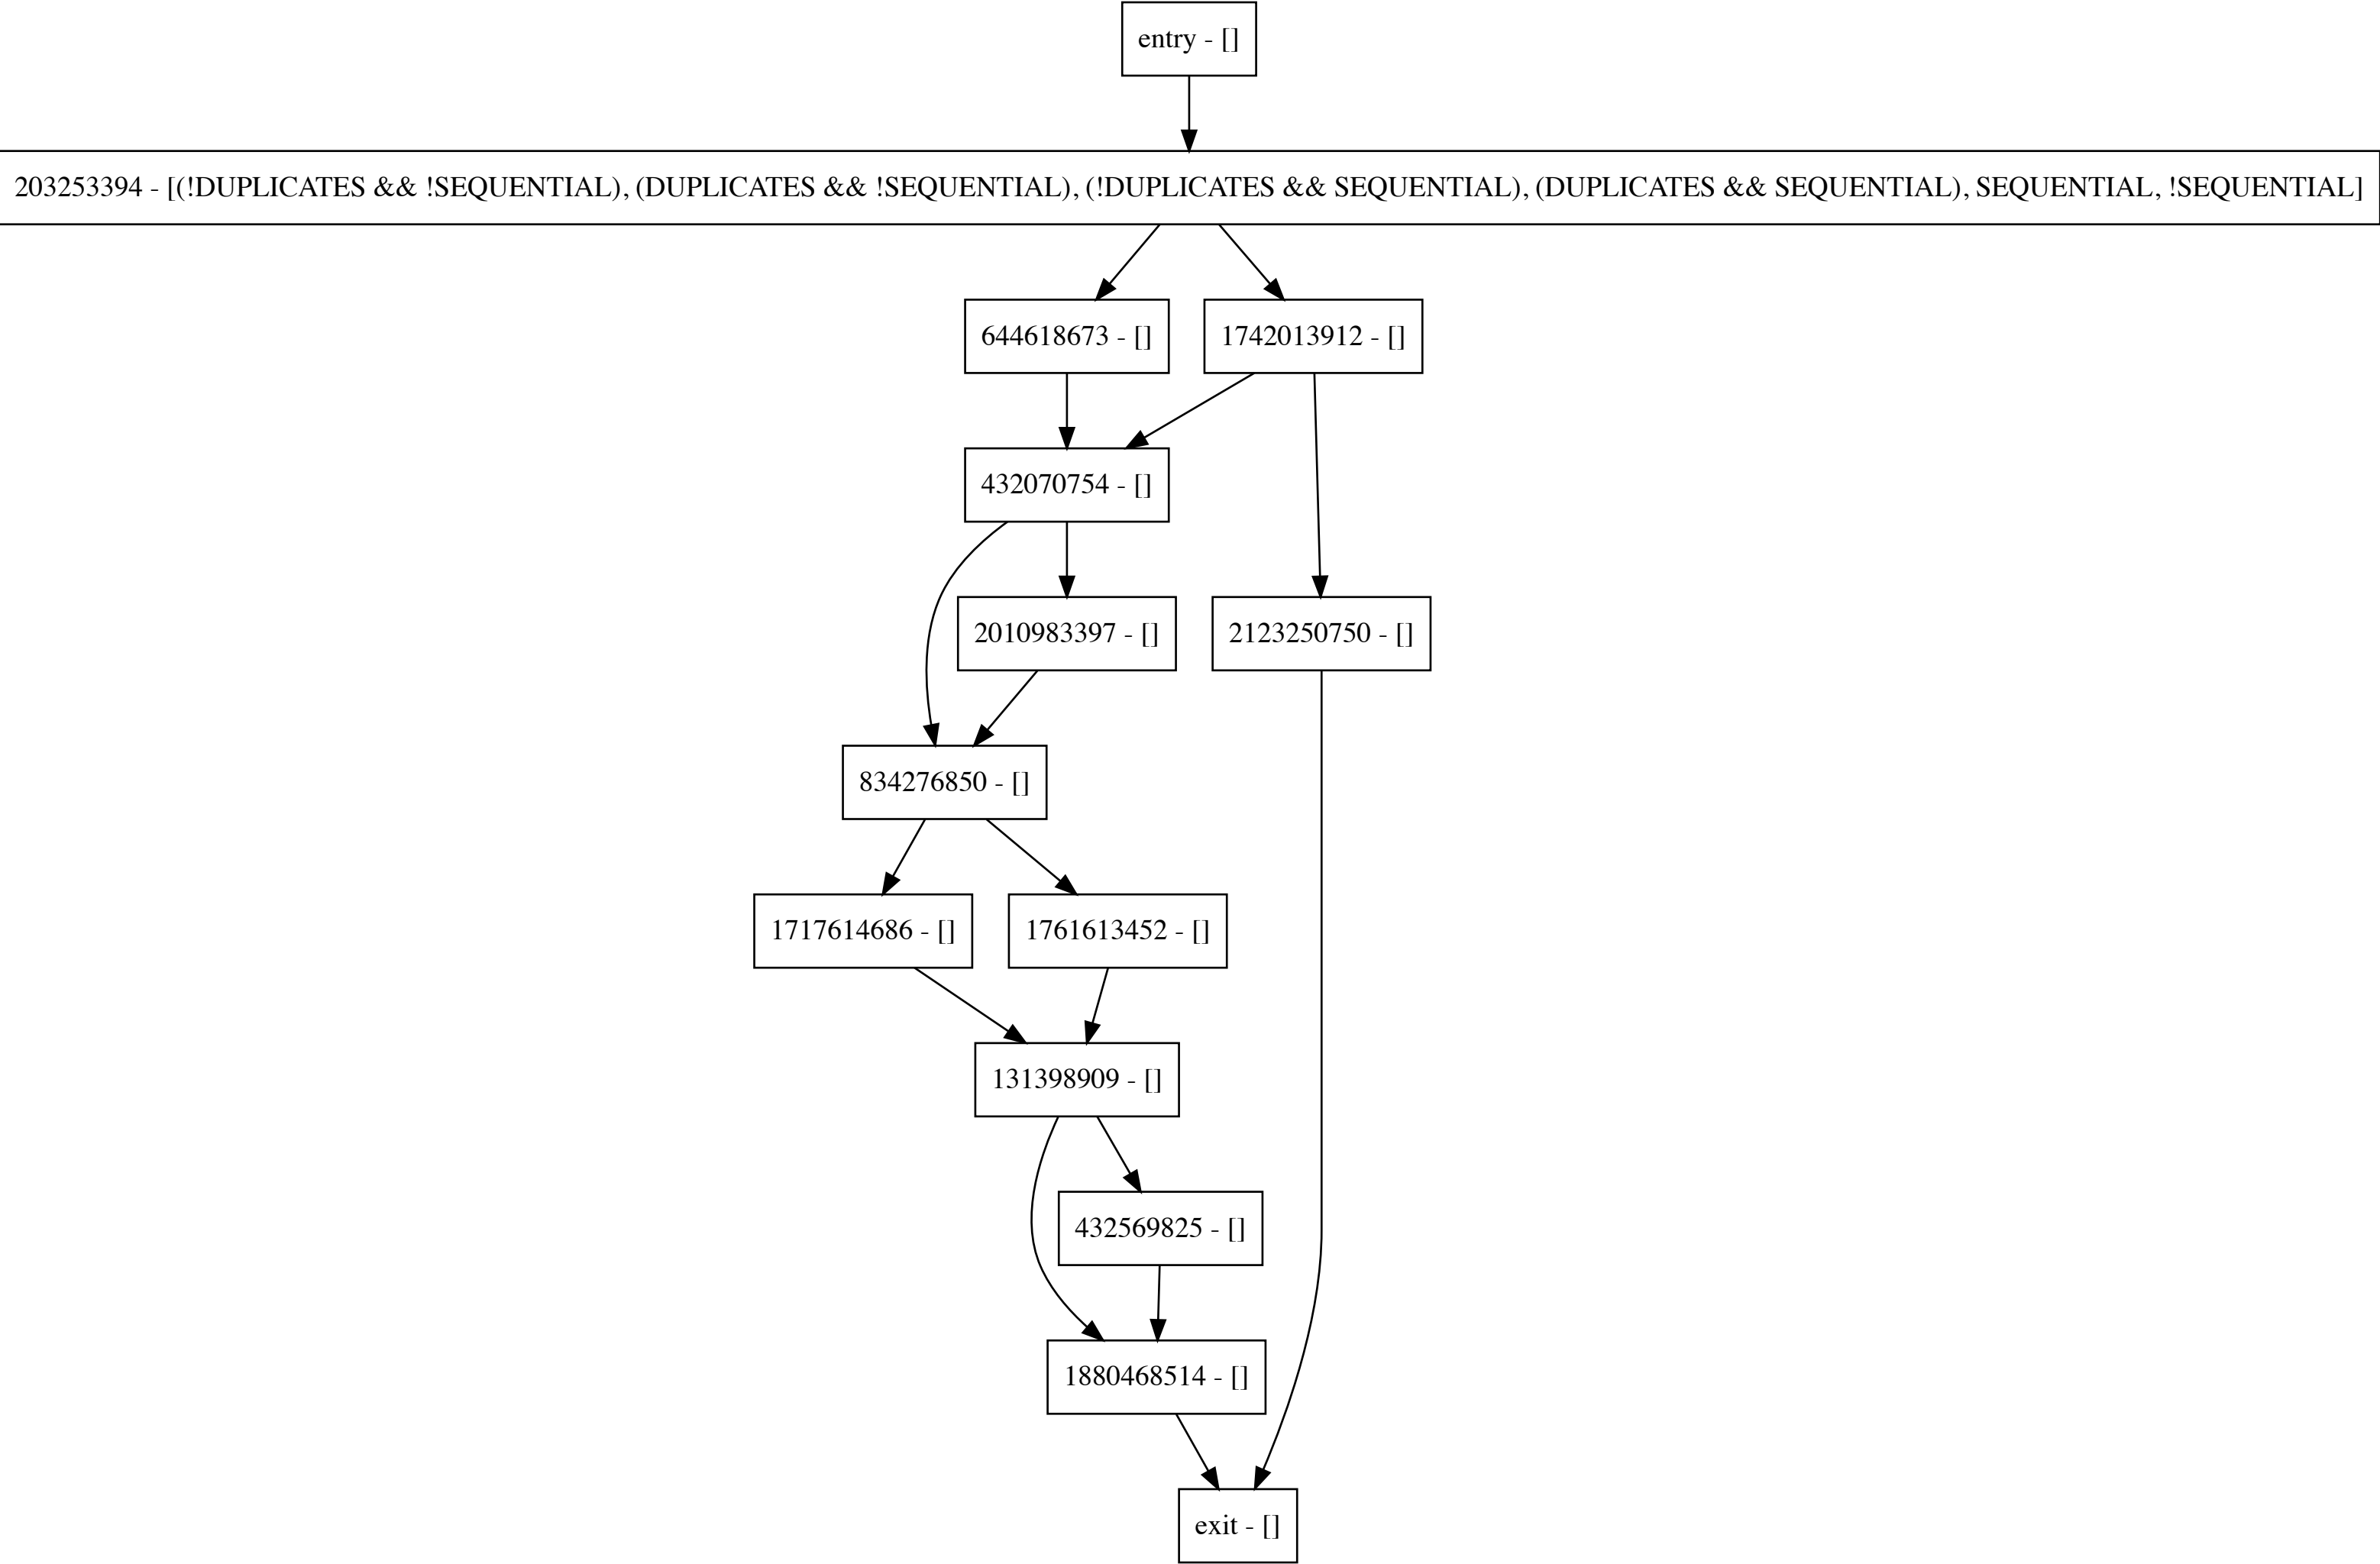 entry - []
203253394 - [(!DUPLICATES && !SEQUENTIAL), (DUPLICATES && !SEQUENTIAL), (!DUPLICATES && SEQUENTIAL), (DUPLICATES && SEQUENTIAL), SEQUENTIAL, !SEQUENTIAL]
644618673 - []
1742013912 - []
432070754 - []
2010983397 - []
2123250750 - []
834276850 - []
1717614686 - []
1761613452 - []
131398909 - []
432569825 - []
1880468514 - []
exit - []